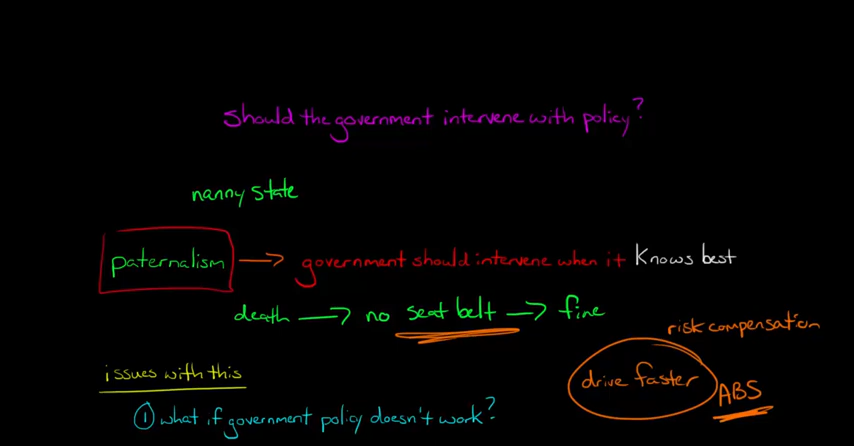 should the government intervene with policy?
nanny state
paternalism → government should intervene when it knows best
death → no seat belt → fine
risk compensation
issues with this
drive faster
ABS
① what if government policy doesn't work?